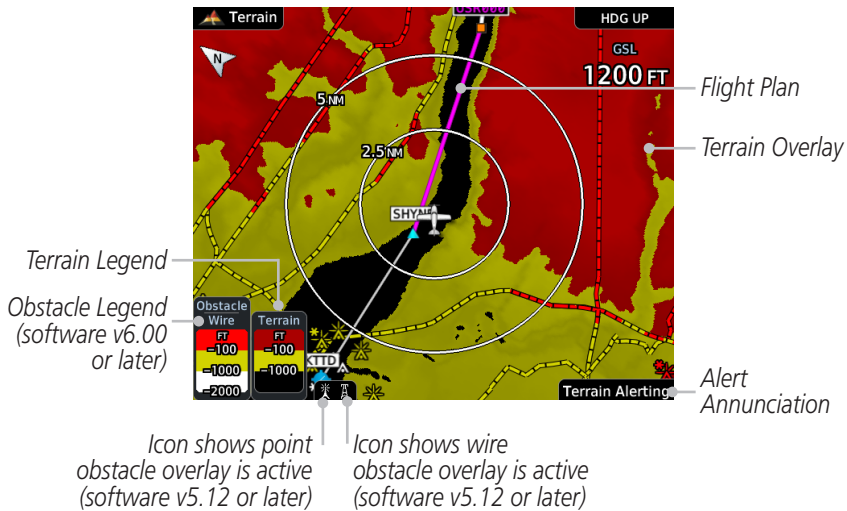 USR000
Terrain
HDG UP
N
GSL
1200 FT
Flight Plan
5 NM
Terrain Overlay
2.5 NM
SHYNE
Terrain Legend
Obstacle Legend
(software v6.00
or later)
Obstacle
Wire
FT
-100
-1000
-2000
Terrain
FT
-100
-1000
KTTD
Terrain Alerting
Alert
Annunciation
Icon shows point
obstacle overlay is active
(software v5.12 or later)
Icon shows wire
obstacle overlay is active
(software v5.12 or later)